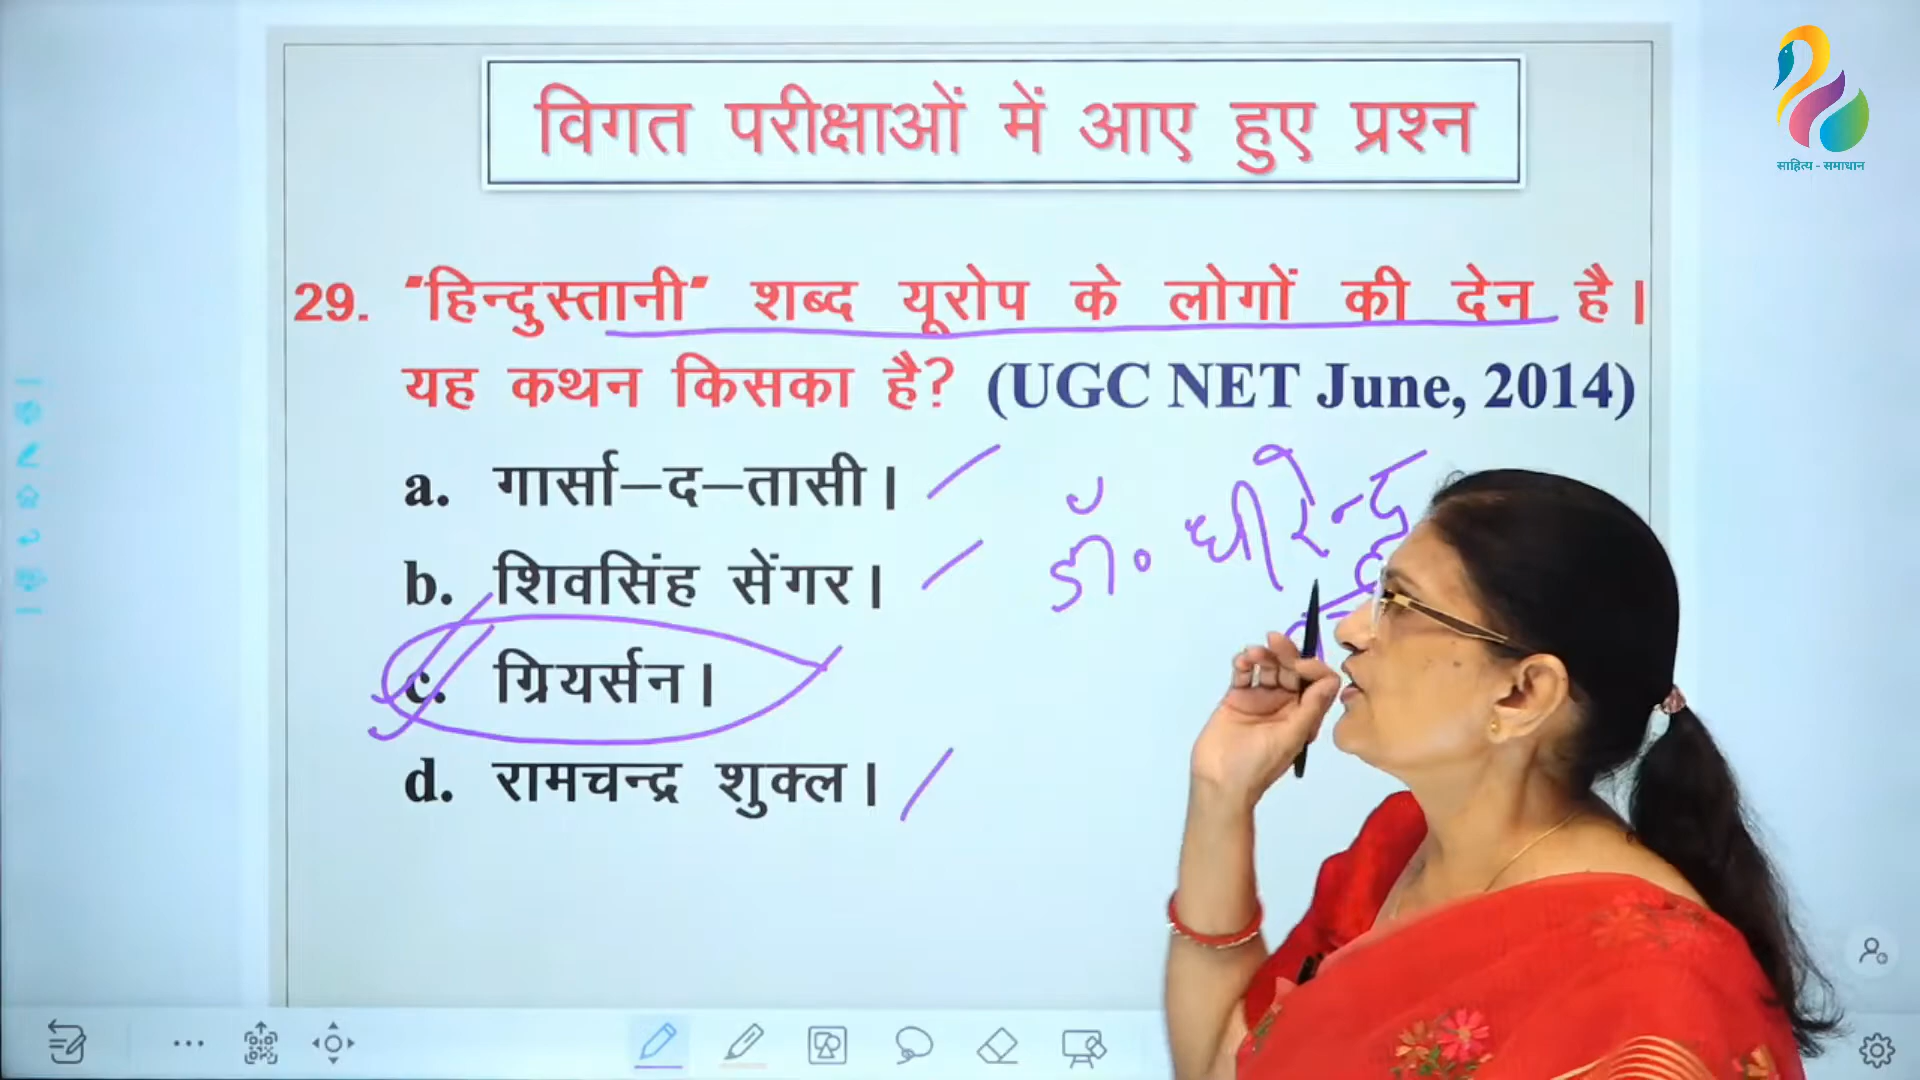 विगत परीक्षाओं में आए हुए प्रश्न
साहित्य - समाधान
29. "हिन्दुस्तानी" शब्द यूरोप के लोगों की देन है।
यह कथन किसका है? (UGC NET June, 2014)
a. गार्सा–द–तासी।
b. शिवसिंह सेंगर।
c. ग्रियर्सन।
d. रामचन्द्र शुक्ल।
डॉ॰ धीरेन्द्र